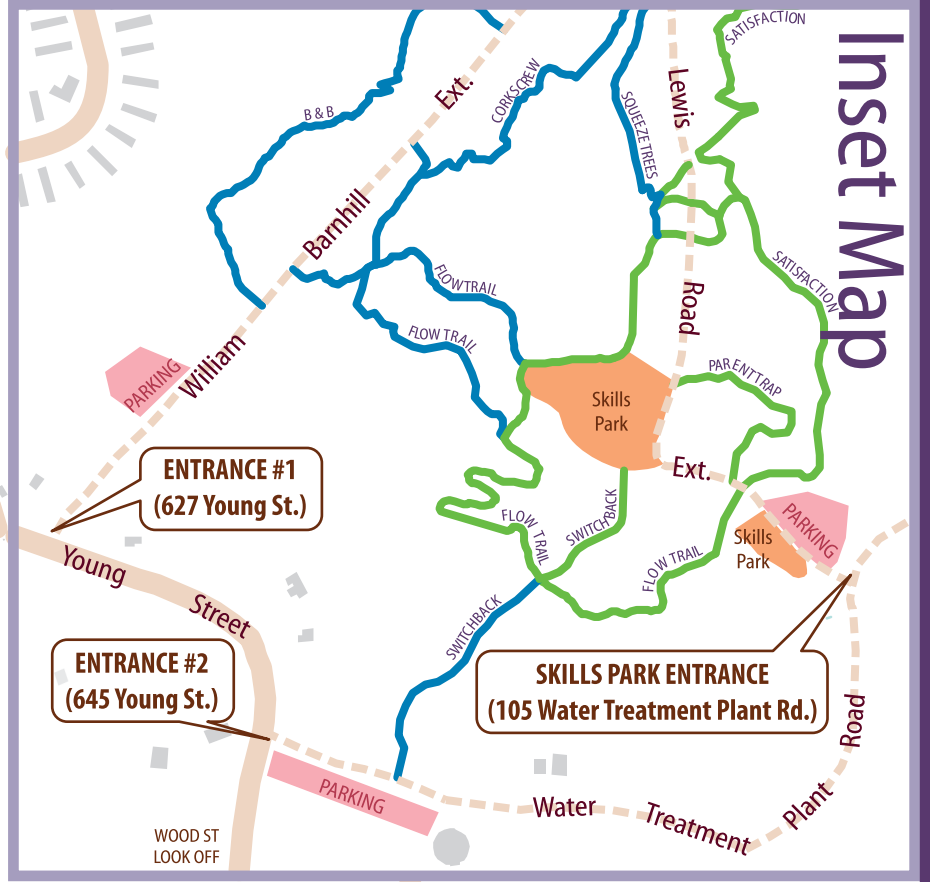 Inset Map
SATISFACTION
Lewis
Ext.
CORKSCREW
B & B
SQUEEZE TREES
Barnhill
SATISFACTION
FLOWTRAIL
Road
FLOW TRAIL
William
PARKING
PARENT TRAP
Skills
Park
Ext.
ENTRANCE #1
(627 Young St.)
SWITCHBACK
FLOW TRAIL
PARKING
Skills
Park
Young
FLOW TRAIL
Street
SWITCHBACK
ENTRANCE #2
(645 Young St.)
SKILLS PARK ENTRANCE
(105 Water Treatment Plant Rd.)
Road
PARKING
Water
Treatment
Plant
WOOD ST
LOOK OFF